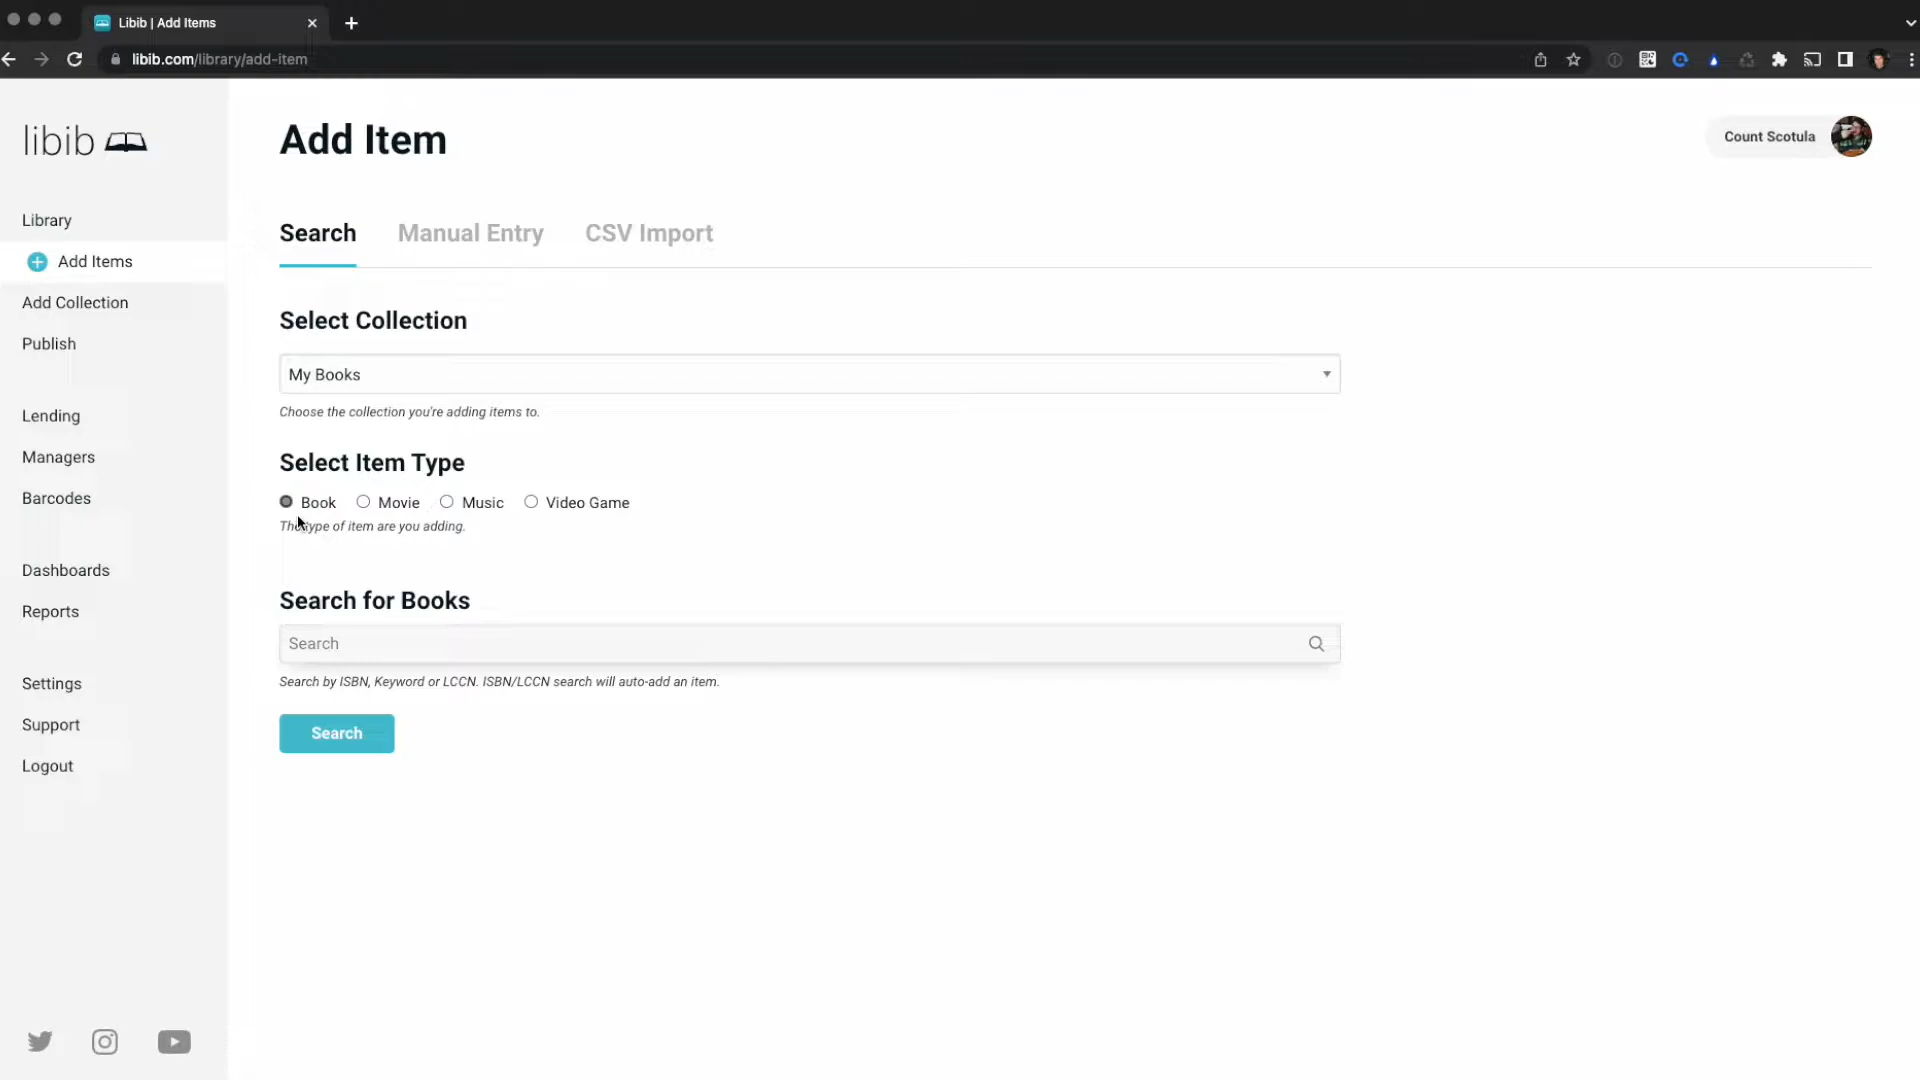 Libib | Add Items
libib.com/library/add-item
libib
Library
Add Items
Add Collection
Publish
Lending
Managers
Barcodes
Dashboards
Reports
Settings
Support
Logout
Add Item
Count Scotula
Search
Manual Entry
CSV Import
Select Collection
My Books
Choose the collection you're adding items to.
Select Item Type
Book
Movie
Music
Video Game
The type of item are you adding.
Search for Books
Search
Search by ISBN, Keyword or LCCN. ISBN/LCCN search will auto-add an item.
Search